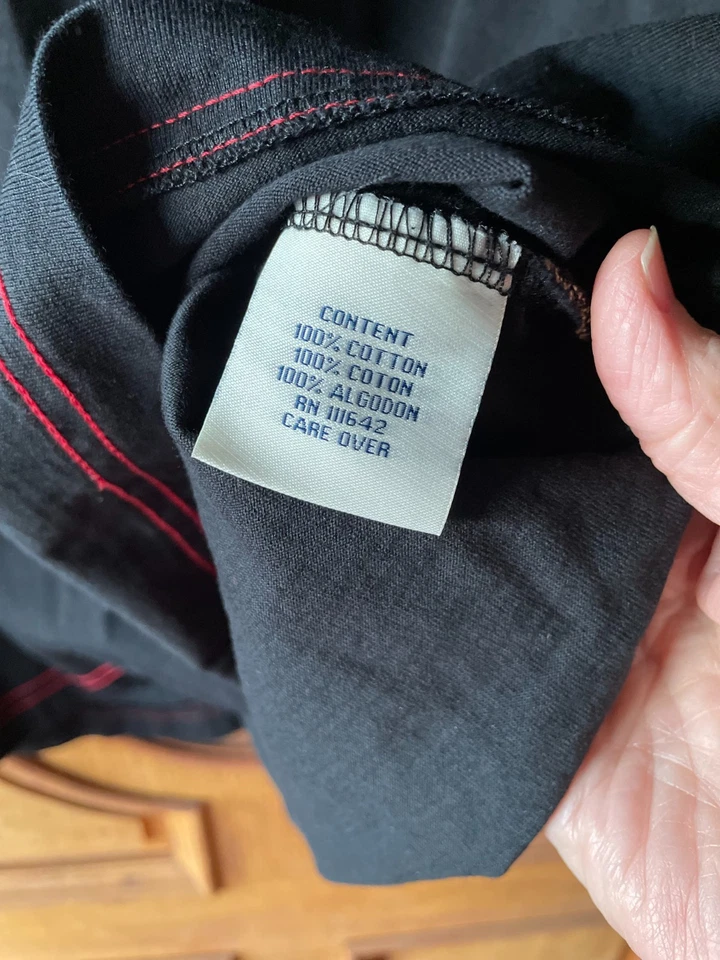 CONTENT
100% COTTON
100% COTON
100% ALGODON
RN 111642
CARE OVER